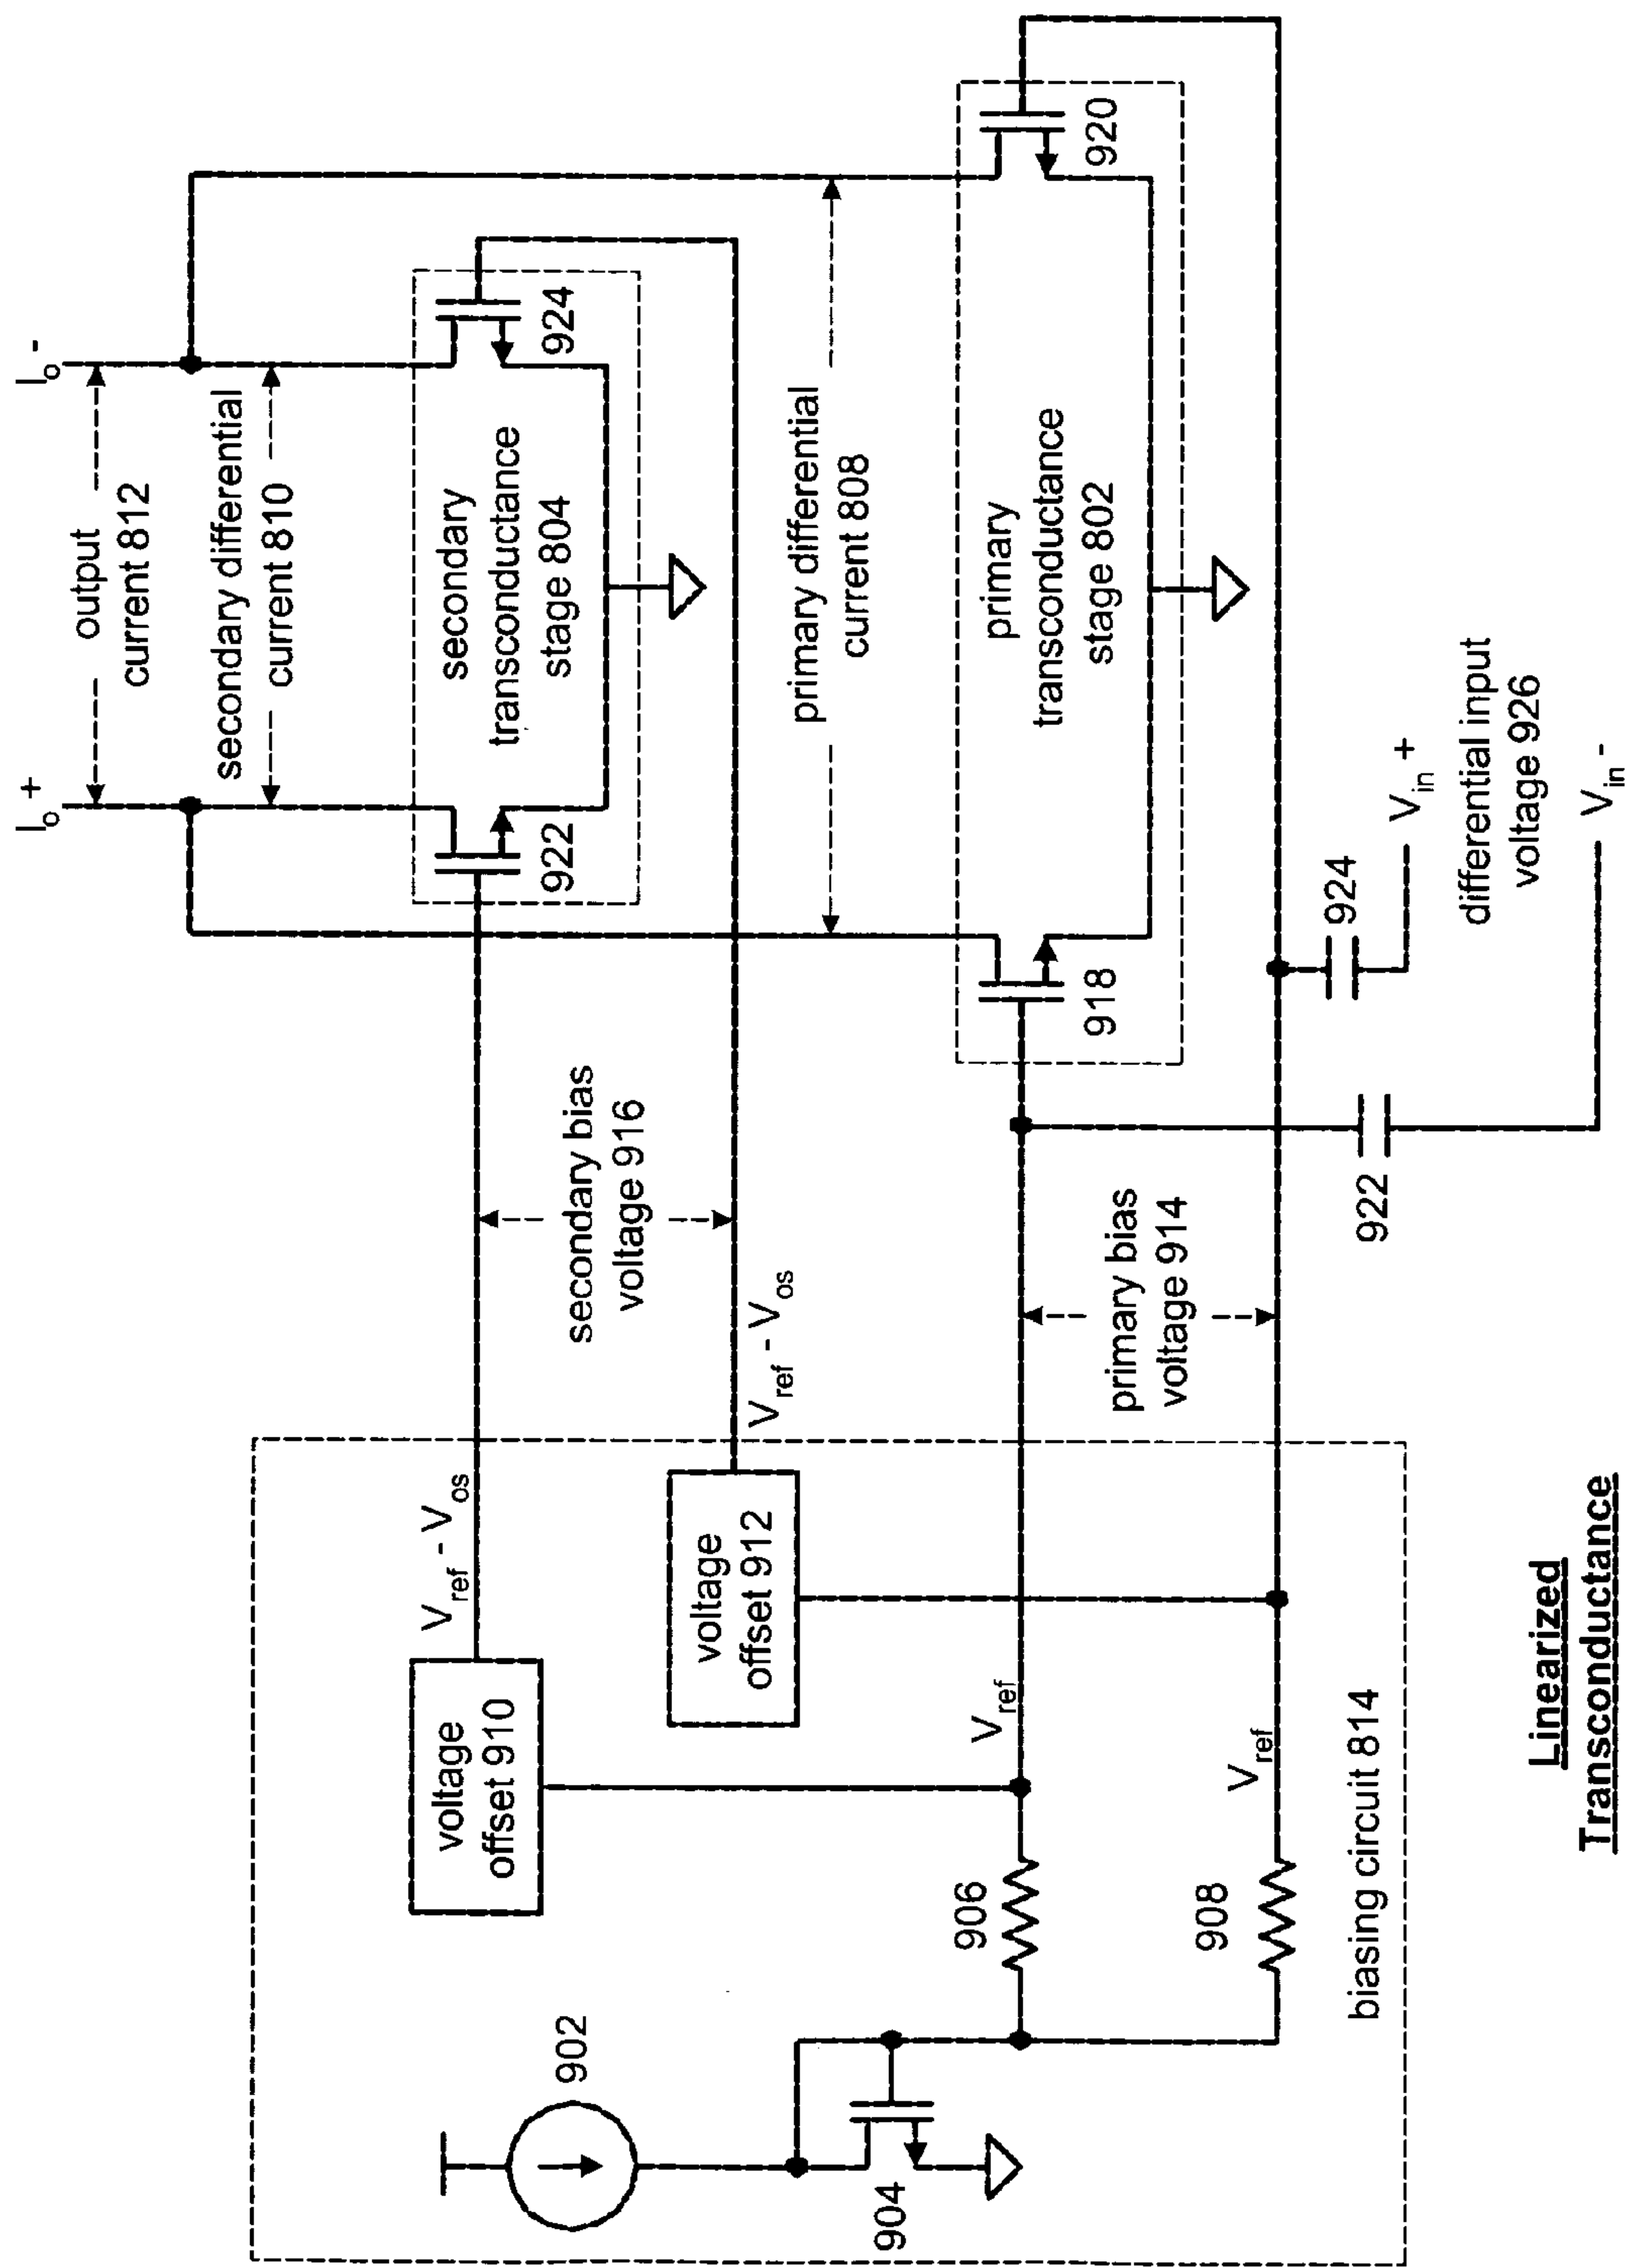 I_o +
I_o -
output
current 812
secondary differential
current 810
922
924
secondary
transconductance
stage 804
primary differential
current 808
918
920
primary
transconductance
stage 802
V_ref - V_os
voltage
offset 910
V_ref - V_os
voltage
offset 912
secondary bias
voltage 916
902
904
906
V_ref
908
V_ref
primary bias
voltage 914
922
924
V_in +
differential input
voltage 926
V_in -
biasing circuit 814
Linearized
Transconductance